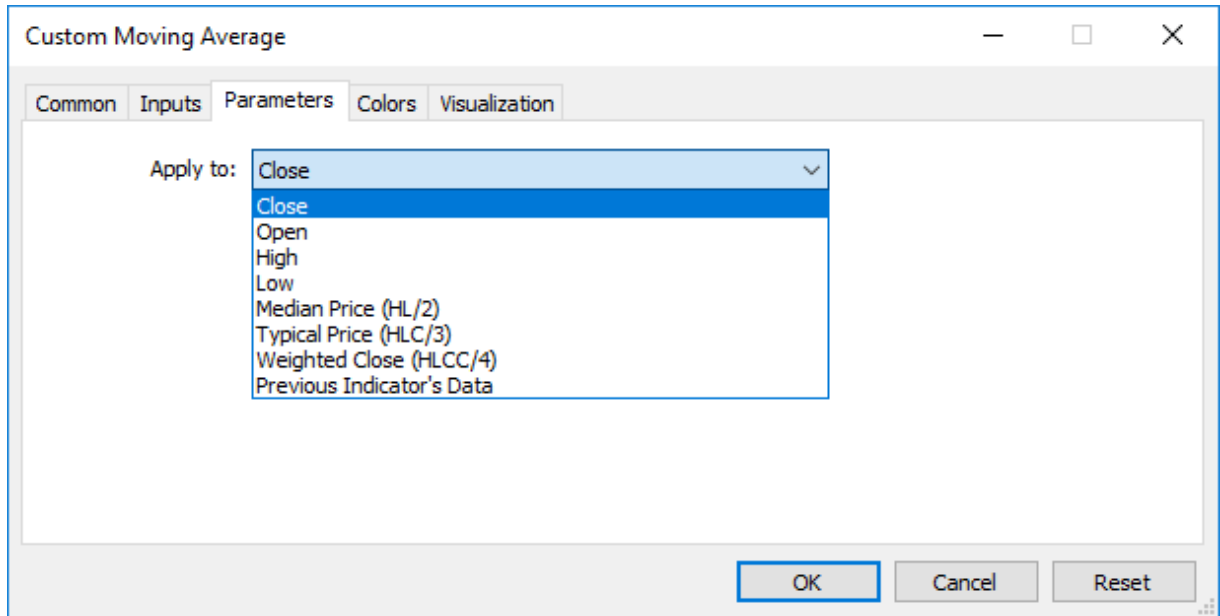 Custom Moving Average
Common Inputs Parameters Colors Visualization
Apply to: Close
Close
Open
High
Low
Median Price (HL/2)
Typical Price (HLC/3)
Weighted Close (HLCC/4)
Previous Indicator's Data
OK Cancel Reset